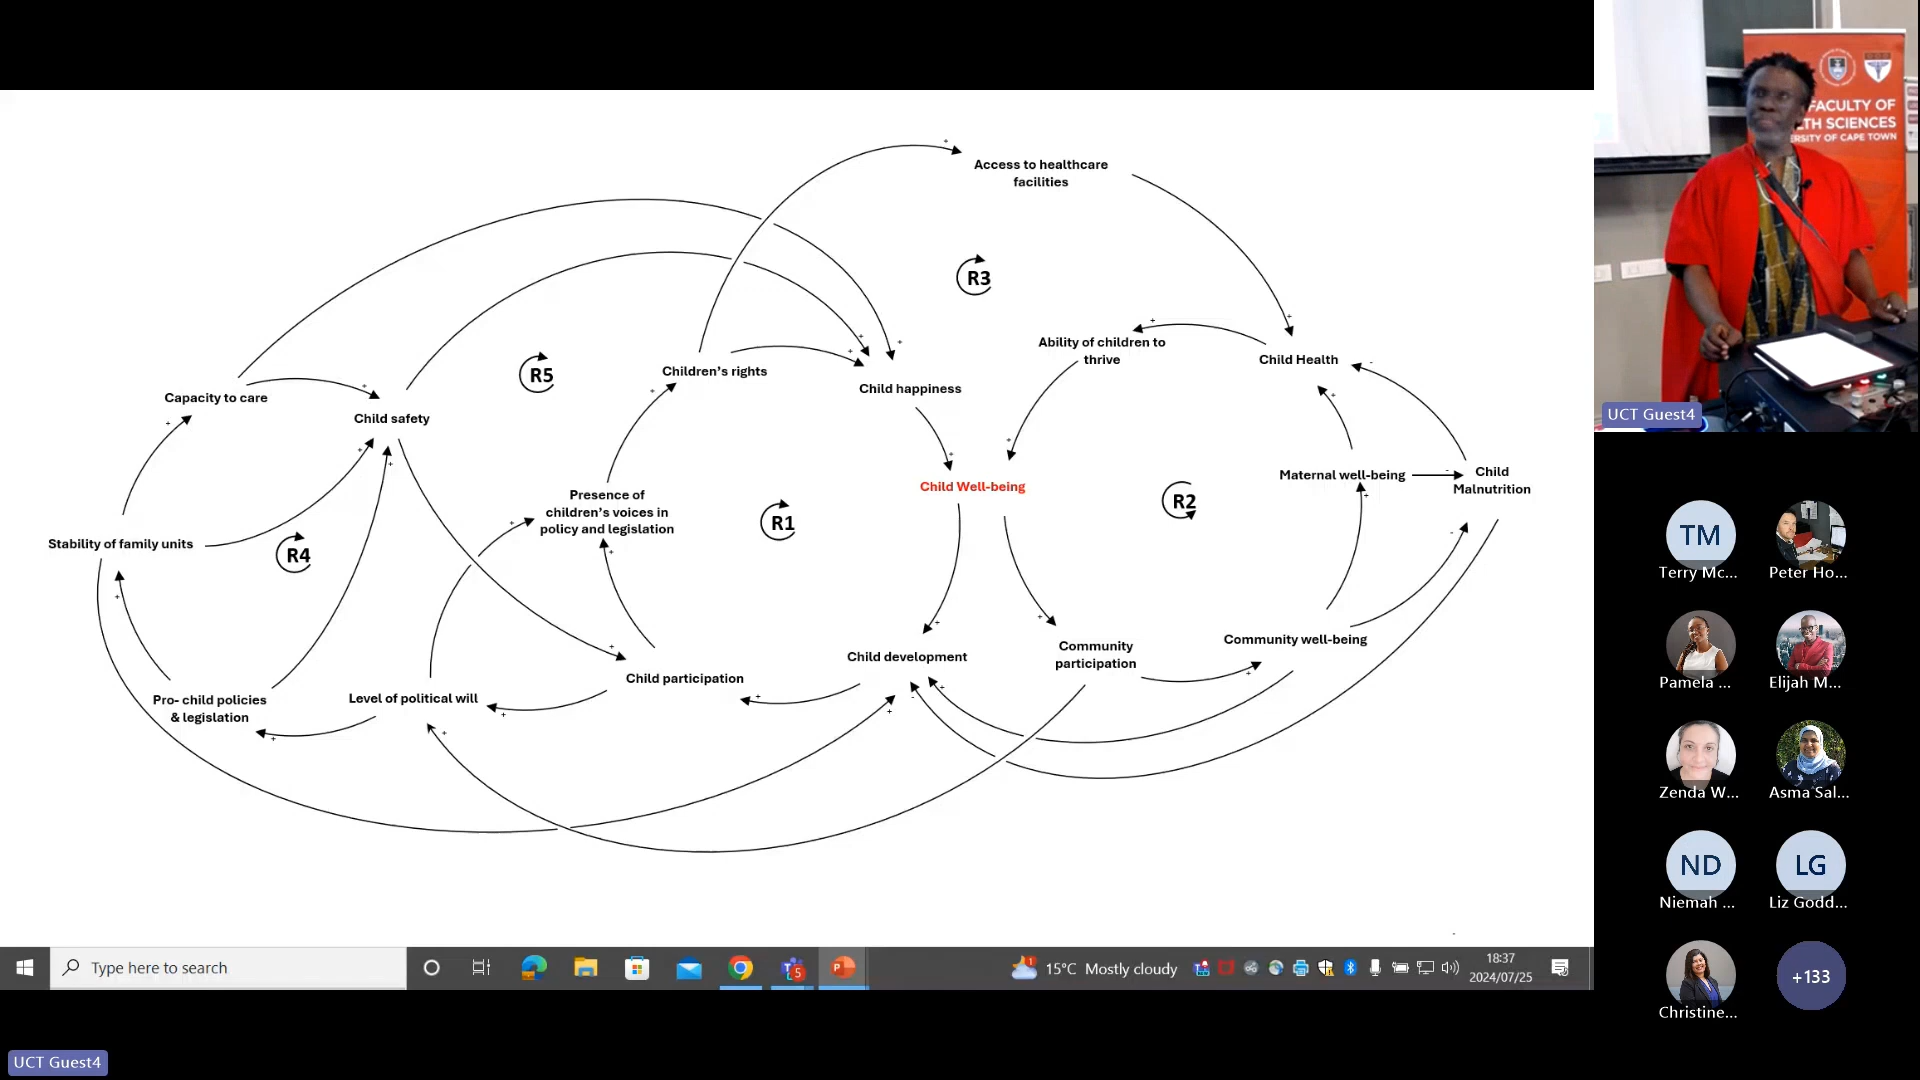 Access to healthcare
facilities
R3
Ability of children to
thrive
Child Health
R5
Children's rights
Child happiness
Capacity to care
Child safety
Child Well-being
Maternal well-being
Child
Malnutrition
Presence of
children's voices in
policy and legislation
R1
R2
Stability of family units
R4
Community well-being
Child development
Community
participation
Child participation
Pro- child policies
& legislation
Level of political will
Type here to search
15°C Mostly cloudy
18:37
2024/07/25
UCT Guest4
FACULTY OF
TH SCIENCES
ERSITY OF CAPE TOWN
UCT Guest4
TM
Terry Mc...
Peter Ho...
Pamela ...
Elijah M...
Zenda W...
Asma Sal...
ND
Niemah ...
LG
Liz Godd...
Christine...
+133